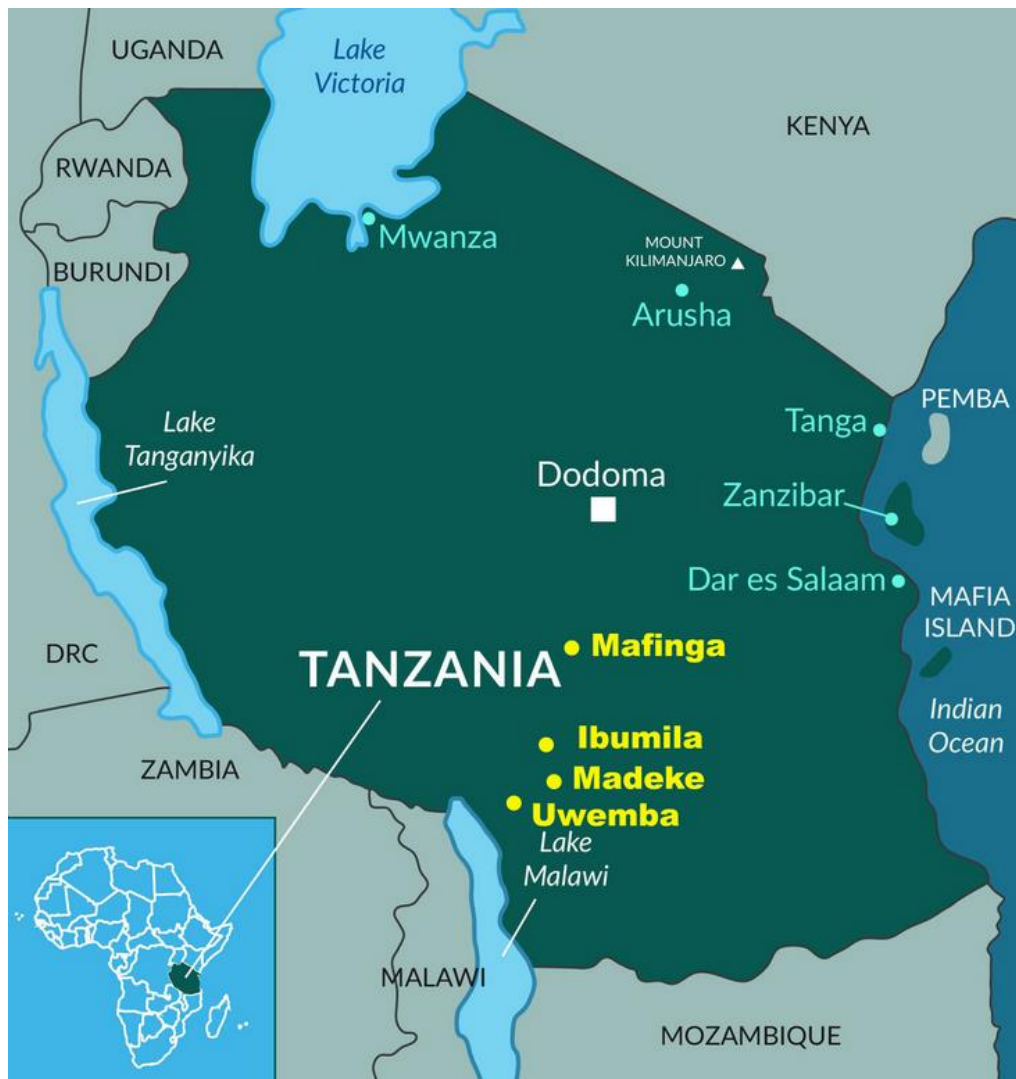 UGANDA
Lake
Victoria
KENYA
RWANDA
Mwanza
MOUNT
KILIMANJARO
BURUNDI
Arusha
PEMBA
Lake
Tanganyika
Tanga
Dodoma
Zanzibar
Dar es Salaam
MAFIA
ISLAND
DRC
TANZANIA
Mafinga
Indian
Ocean
Ibumila
ZAMBIA
Madeke
Uwemba
Lake
Malawi
MALAWI
MOZAMBIQUE